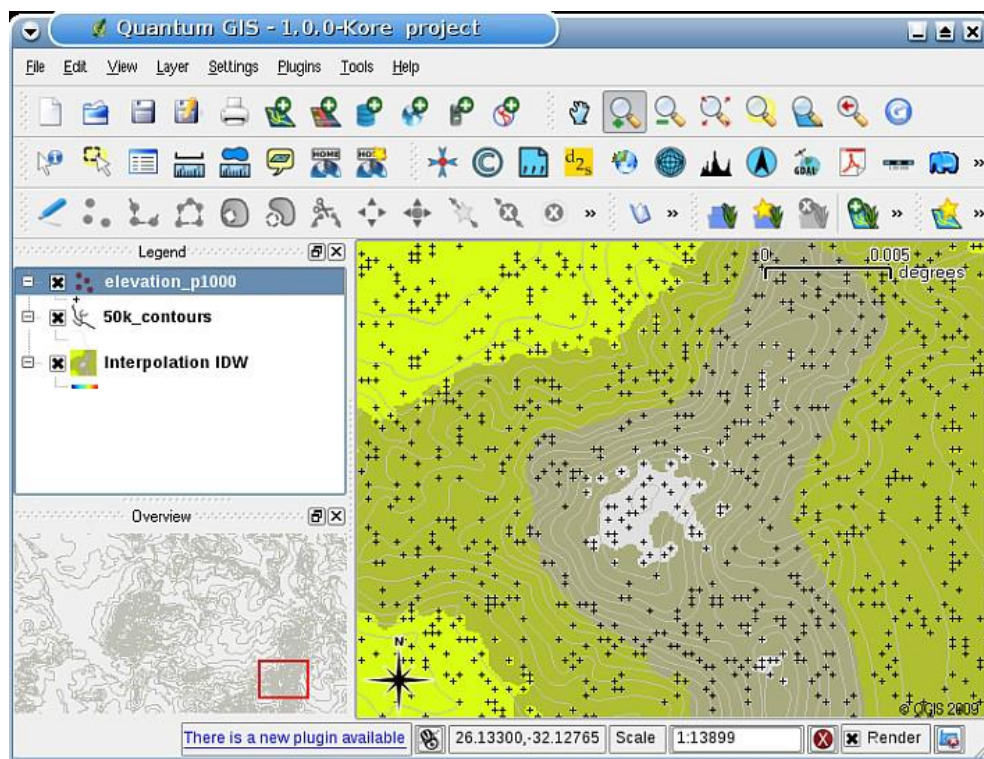 Quantum GIS - 1.0.0-Kore project
File Edit View Layer Settings Plugins Tools Help
HOME
d2s
GDAL
Legend
elevation_p1000
50k_contours
Interpolation IDW
Overview
0 0.005
degrees
N
© QGIS 2009
There is a new plugin available 26.13300,-32.12765 Scale 1:13899 Render